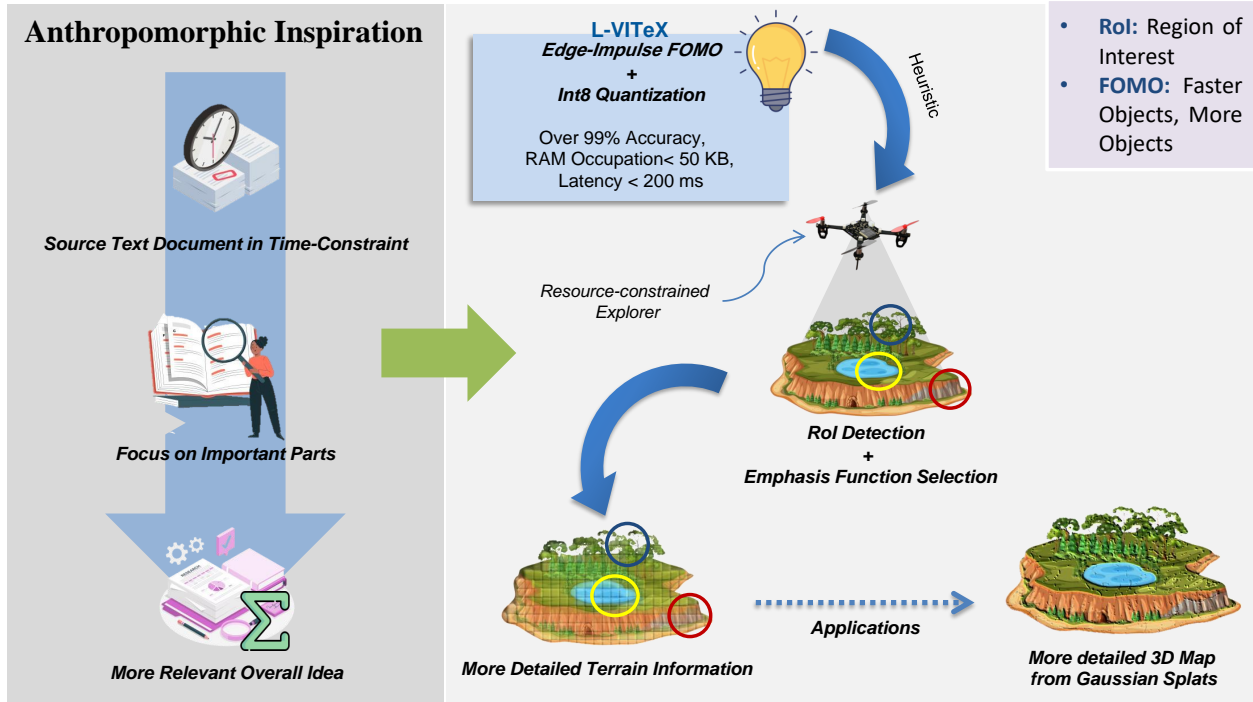 Anthropomorphic Inspiration
Source Text Document in Time-Constraint
Focus on Important Parts
RESEARCH
More Relevant Overall Idea
L-VITeX
Edge-Impulse FOMO
+
Int8 Quantization
Over 99% Accuracy,
RAM Occupation< 50 KB,
Latency < 200 ms
Heuristic
• RoI: Region of
Interest
• FOMO: Faster
Objects, More
Objects
Resource-constrained
Explorer
RoI Detection
+
Emphasis Function Selection
More Detailed Terrain Information
Applications
More detailed 3D Map
from Gaussian Splats